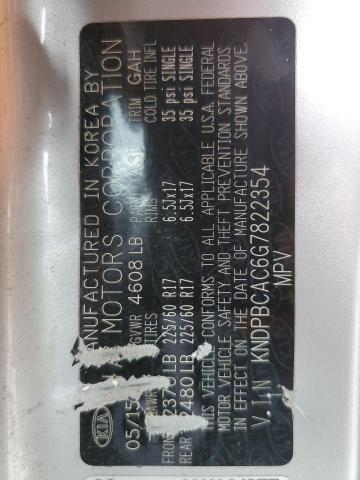 KIA
MANUFACTURED IN KOREA BY
MOTORS CORPORATION
05/15 GVWR 4608 LB PAINT A3I TRIM GAH
TIRES RIMS COLD TIRE INFL
FRONT 2370 LB 225/60 R17 6.5Jx17 35 psi SINGLE
REAR 2480 LB 225/60 R17 6.5Jx17 35 psi SINGLE
THIS VEHICLE CONFORMS TO ALL APPLICABLE U.S.A. FEDERAL
MOTOR VEHICLE SAFETY AND THEFT PREVENTION STANDARDS
IN EFFECT ON THE DATE OF MANUFACTURE SHOWN ABOVE.
V.I.N KNDPBCAC6G7822354
MPV